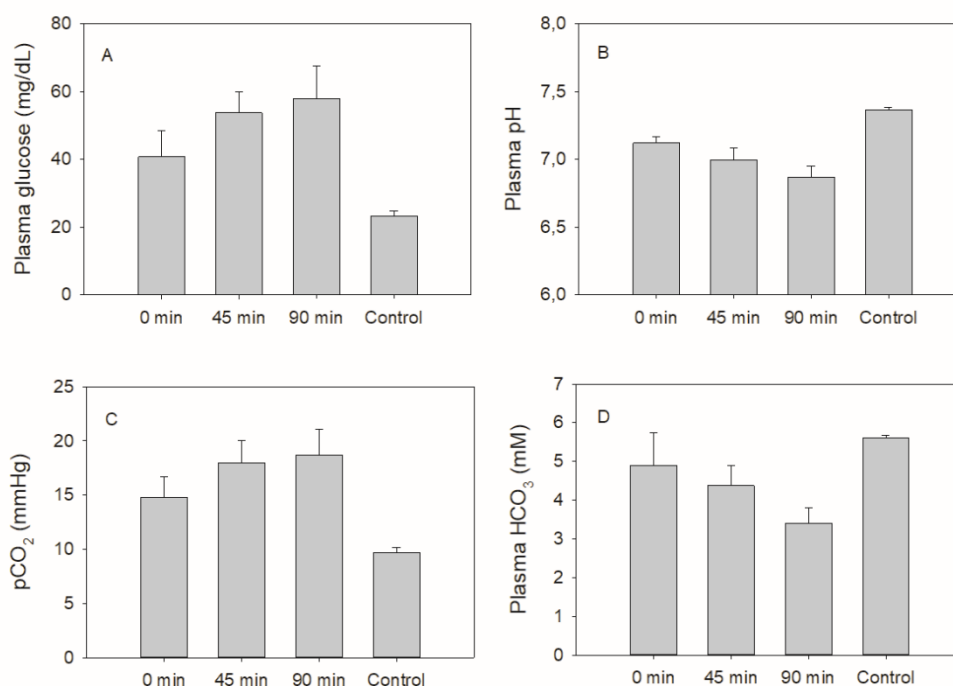 A
Plasma glucose (mg/dL)
80
60
40
20
0
0 min 45 min 90 min Control
B
Plasma pH
8,0
7,5
7,0
6,5
6,0
0 min 45 min 90 min Control
C
pCO₂ (mmHg)
25
20
15
10
5
0
0 min 45 min 90 min Control
D
Plasma HCO₃ (mM)
7
6
5
4
3
2
1
0
0 min 45 min 90 min Control